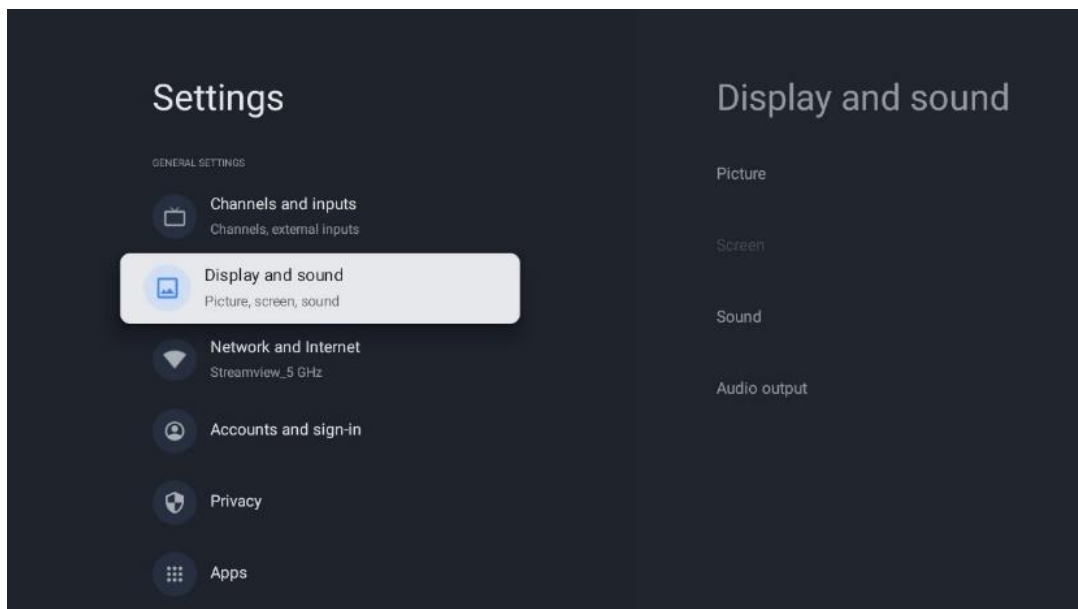 Settings
GENERAL SETTINGS
Channels and inputs
Channels, external inputs
Display and sound
Picture, screen, sound
Network and Internet
Streamview_5 GHz
Accounts and sign-in
Privacy
Apps
Display and sound
Picture
Screen
Sound
Audio output